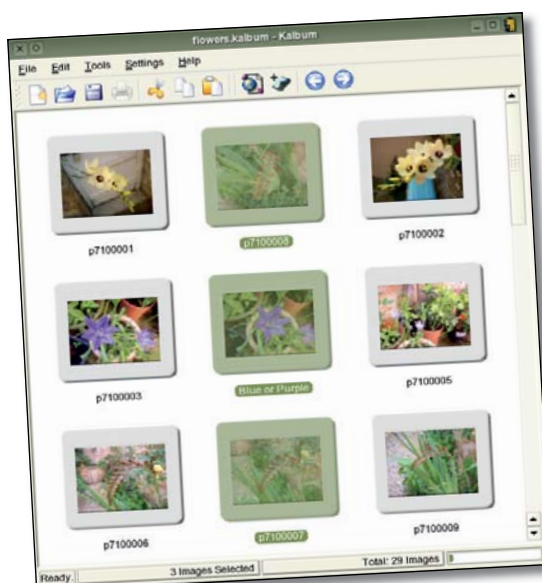 flowers.kalbum - Kalbum
File Edit Tools Settings Help
p7100001 p7100008 p7100002
p7100003 Blue or Purple p7100005
p7100006 p7100007 p7100009
Ready. 3 Images Selected Total: 29 Images